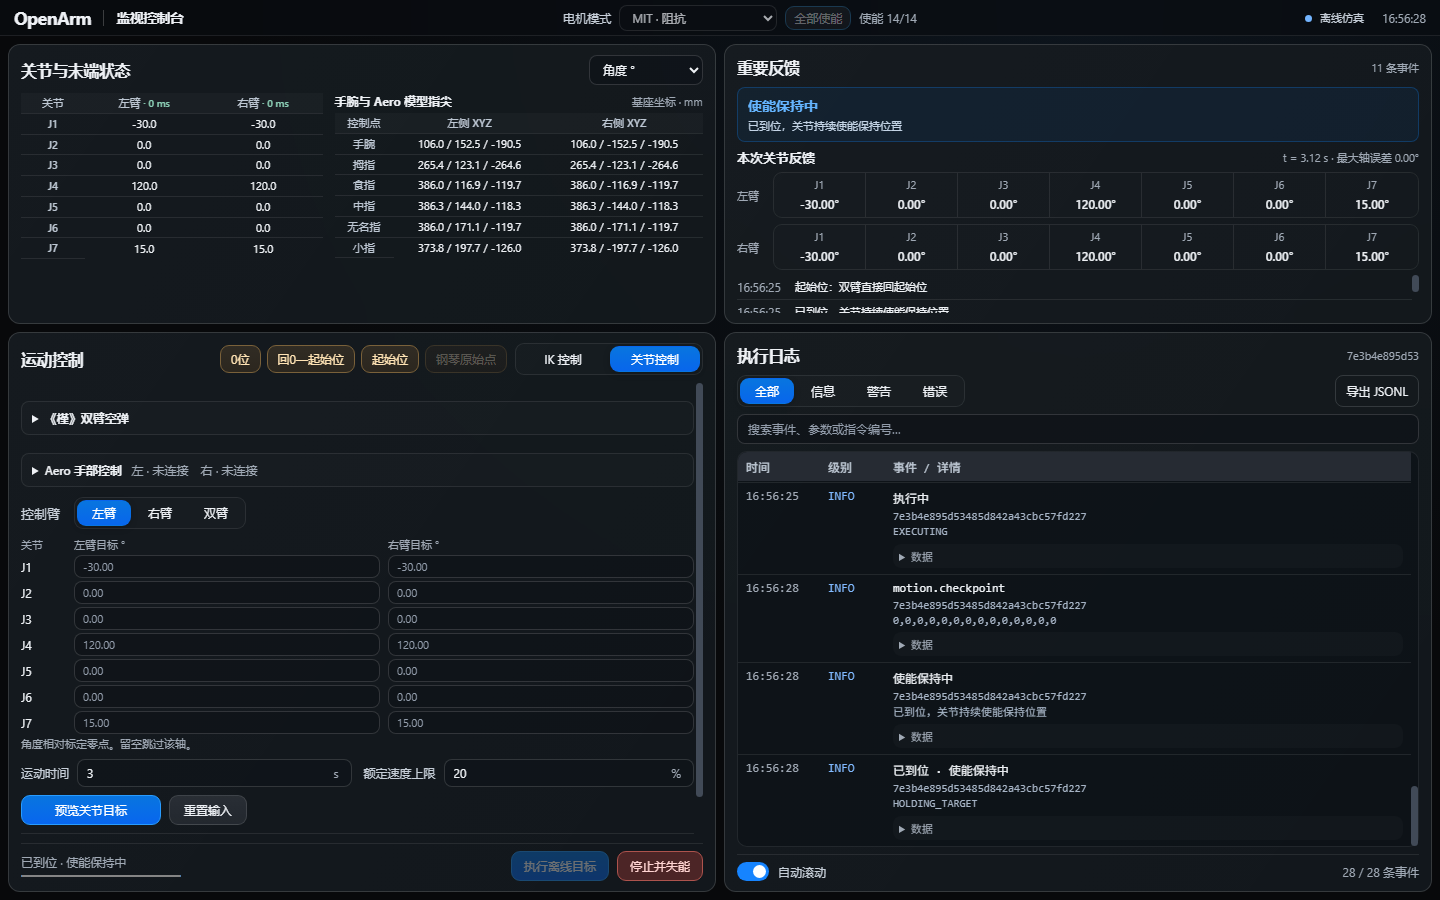 OpenArm 监视控制台 电机模式 MIT · 阻抗 全部使能 使能 14/14 离线仿真 16:56:28
关节与末端状态 角度 °
关节 左臂 · 0 ms 右臂 · 0 ms
J1 -30.0 -30.0
J2 0.0 0.0
J3 0.0 0.0
J4 120.0 120.0
J5 0.0 0.0
J6 0.0 0.0
J7 15.0 15.0
手腕与 Aero 模型指尖 基座坐标 · mm
控制点 左侧 XYZ 右侧 XYZ
手腕 106.0 / 152.5 / -190.5 106.0 / -152.5 / -190.5
拇指 265.4 / 123.1 / -264.6 265.4 / -123.1 / -264.6
食指 386.0 / 116.9 / -119.7 386.0 / -116.9 / -119.7
中指 386.3 / 144.0 / -118.3 386.3 / -144.0 / -118.3
无名指 386.0 / 171.1 / -119.7 386.0 / -171.1 / -119.7
小指 373.8 / 197.7 / -126.0 373.8 / -197.7 / -126.0
重要反馈 11 条事件
使能保持中
已到位，关节持续使能保持位置
本次关节反馈 t = 3.12 s · 最大轴误差 0.00°
左臂 J1 J2 J3 J4 J5 J6 J7
-30.00° 0.00° 0.00° 120.00° 0.00° 0.00° 15.00°
右臂 J1 J2 J3 J4 J5 J6 J7
-30.00° 0.00° 0.00° 120.00° 0.00° 0.00° 15.00°
16:56:25 起始位：双臂直接回起始位
16:56:25 已到位，关节持续使能保持位置
运动控制 0位 回0—起始位 起始位 钢琴原始点 IK 控制 关节控制
▶ 《槿》双臂空弹
▶ Aero 手部控制 左 · 未连接 右 · 未连接
控制臂 左臂 右臂 双臂
关节 左臂目标 ° 右臂目标 °
J1 -30.00 -30.00
J2 0.00 0.00
J3 0.00 0.00
J4 120.00 120.00
J5 0.00 0.00
J6 0.00 0.00
J7 15.00 15.00
角度相对标定零点。留空跳过该轴。
运动时间 3 s 额定速度上限 20 %
预览关节目标 重置输入
已到位 · 使能保持中 执行离线目标 停止并失能
执行日志 7e3b4e895d53
全部 信息 警告 错误 导出 JSONL
搜索事件、参数或指令编号...
时间 级别 事件 / 详情
16:56:25 INFO 执行中
7e3b4e895d53485d842a43cbc57fd227
EXECUTING
▶ 数据
16:56:28 INFO motion.checkpoint
7e3b4e895d53485d842a43cbc57fd227
0,0,0,0,0,0,0,0,0,0,0,0,0,0
▶ 数据
16:56:28 INFO 使能保持中
7e3b4e895d53485d842a43cbc57fd227
已到位，关节持续使能保持位置
▶ 数据
16:56:28 INFO 已到位 · 使能保持中
7e3b4e895d53485d842a43cbc57fd227
HOLDING_TARGET
▶ 数据
自动滚动 28 / 28 条事件